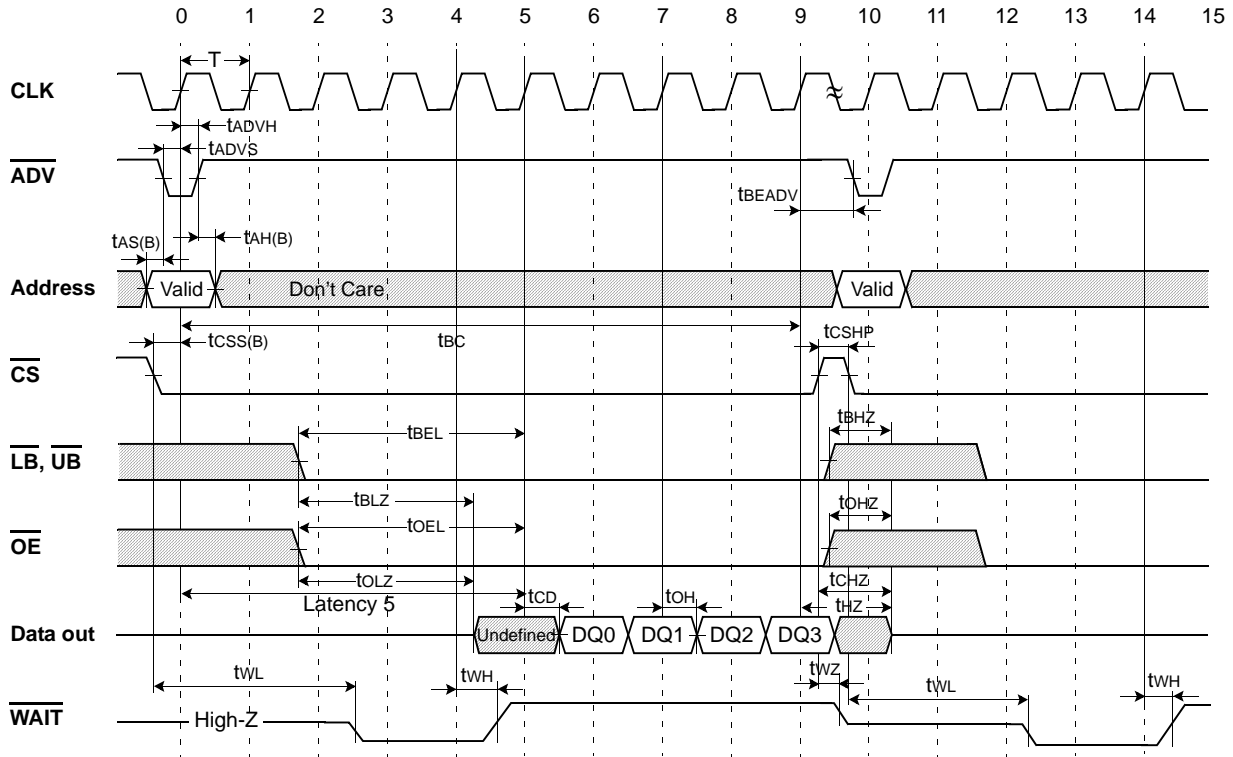 0 1 2 3 4 5 6 7 8 9 10 11 12 13 14 15
T
CLK
tADVH
tADVS
ADV
tBEADV
tAS(B)
tAH(B)
Address
Valid
Don't Care
Valid
tCSS(B)
tBC
tCSHP
CS
tBEL
tBHZ
LB, UB
tBLZ
tOEL
tOHZ
OE
tOLZ
tCHZ
Latency 5
tCD
tOH
tHZ
Data out
Undefined
DQ0
DQ1
DQ2
DQ3
tWL
tWH
tWZ
tWL
tWH
WAIT
High-Z